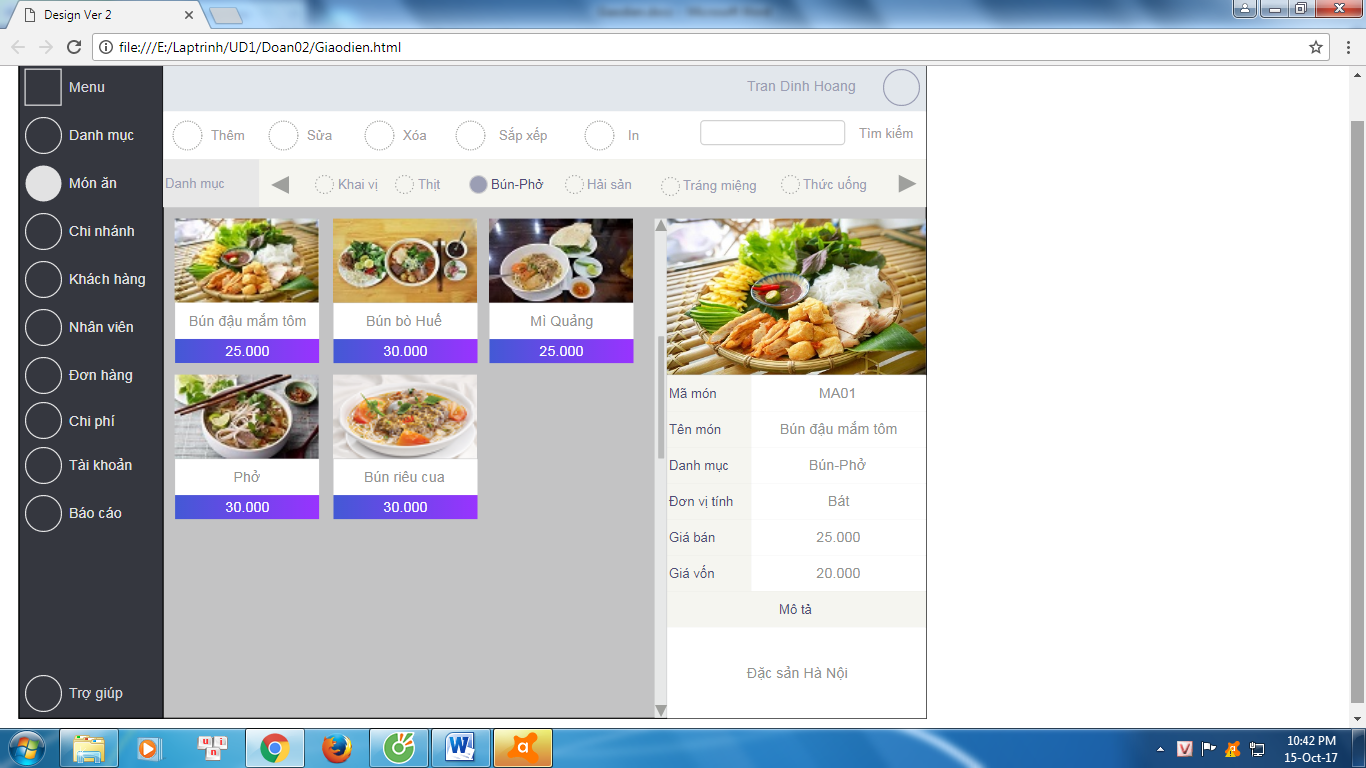 Design Ver 2
file:///E:/Laptrinh/UD1/Doan02/Giaodien.html
Menu
Tran Dinh Hoang
Danh mục
Thêm Sửa Xóa Sắp xếp In Tìm kiếm
Món ăn
Danh mục Khai vị Thịt Bún-Phở Hải sản Tráng miệng Thức uống
Chi nhánh
Khách hàng
Nhân viên
Đơn hàng
Chi phí
Tài khoản
Báo cáo
Trợ giúp
Bún đậu mắm tôm Bún bò Huế Mì Quảng
25.000 30.000 25.000
Phở Bún riêu cua
30.000 30.000
Mã món MA01
Tên món Bún đậu mắm tôm
Danh mục Bún-Phở
Đơn vị tính Bát
Giá bán 25.000
Giá vốn 20.000
Mô tả
Đặc sản Hà Nội
10:42 PM
15-Oct-17